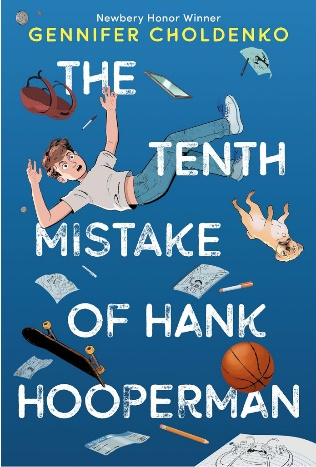 Newbery Honor Winner
GENNIFER CHOLDENKO
THE
TENTH
MISTAKE
OF HANK
HOOPERMAN